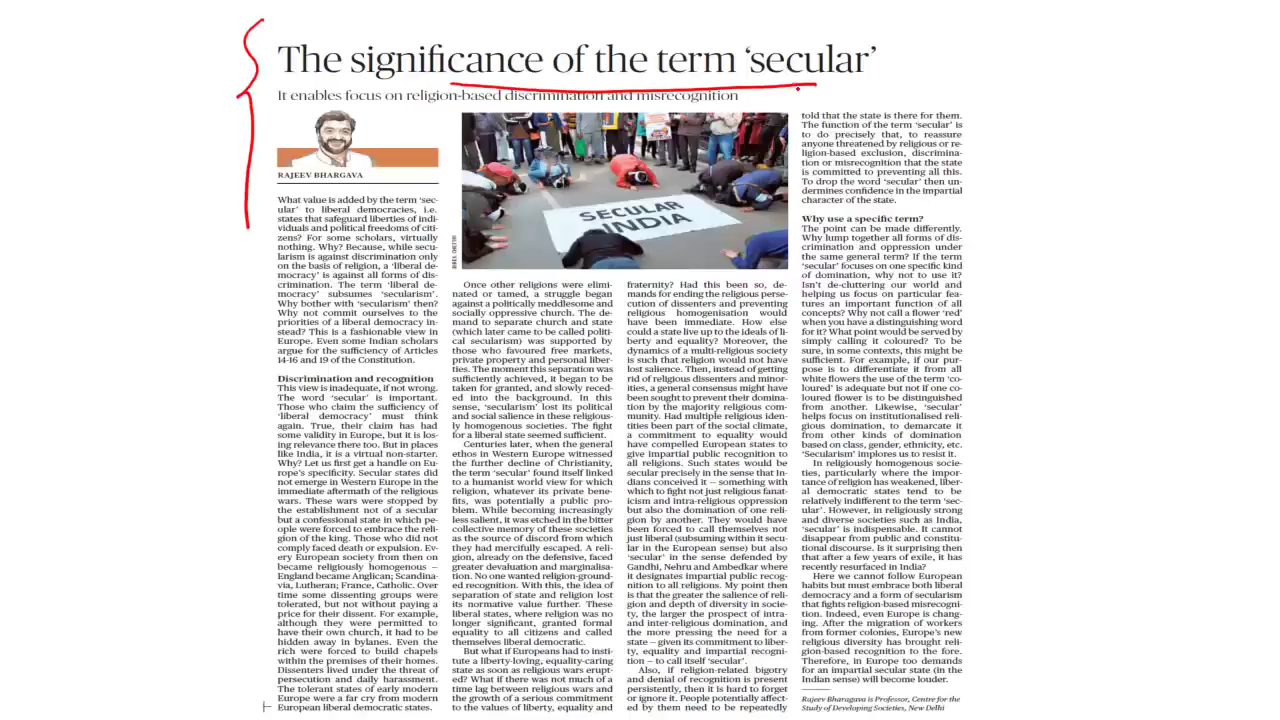 The significance of the term ‘secular’
It enables focus on religion-based discrimination and misrecognition
RAJEEV BHARGAVA
What value is added by the term ‘sec-
ular’ to liberal democracies, i.e.
states that safeguard liberties of indi-
viduals and political freedoms of citi-
zens? For some scholars, virtually
nothing. Why? Because, while secu-
larism is against discrimination only
on the basis of religion, a ‘liberal de-
mocracy’ is against all forms of dis-
crimination. The term ‘liberal de-
mocracy’ subsumes ‘secularism’.
Why bother with ‘secularism’ then?
Why not commit ourselves to the
priorities of a liberal democracy in-
stead? This is a fashionable view in
Europe. Even some Indian scholars
argue for the sufficiency of Articles
14-16 and 19 of the Constitution.
Discrimination and recognition
This view is inadequate, if not wrong.
The word ‘secular’ is important.
Those who claim the sufficiency of
‘liberal democracy’ must think
again. True, their claim has had
some validity in Europe, but it is los-
ing relevance there too. But in places
like India, it is a virtual non-starter.
Why? Let us first get a handle on Eu-
rope’s specificity. Secular states did
not emerge in Western Europe in the
immediate aftermath of the religious
wars. These wars were stopped by
the establishment not of a secular
but a confessional state in which pe-
ople were forced to embrace the reli-
gion of the king. Those who did not
comply faced death or expulsion. Ev-
ery European society from then on
became religiously homogenous –
England became Anglican; Scandina-
via, Lutheran; France, Catholic. Over
time some dissenting groups were
tolerated, but not without paying a
price for their dissent. For example,
although they were permitted to
have their own church, it had to be
hidden away in bylanes. Even the
rich were forced to build chapels
within the premises of their homes.
Dissenters lived under the threat of
persecution and daily harassment.
The tolerant states of early modern
Europe were a far cry from modern
European liberal democratic states.
SECULAR
INDIA
Once other religions were elimi-
nated or tamed, a struggle began
against a politically meddlesome and
socially oppressive church. The de-
mand to separate church and state
(which later came to be called politi-
cal secularism) was supported by
those who favoured free markets,
private property and personal liber-
ties. The moment this separation was
sufficiently achieved, it began to be
taken for granted, and slowly reced-
ed into the background. In this
sense, ‘secularism’ lost its political
and social salience in these religious-
ly homogenous societies. The fight
for a liberal state seemed sufficient.
Centuries later, when the general
ethos in Western Europe witnessed
the further decline of Christianity,
the term ‘secular’ found itself linked
to a humanist world view for which
religion, whatever its private bene-
fits, was potentially a public pro-
blem. While becoming increasingly
less salient, it was etched in the bitter
collective memory of these societies
as the source of discord from which
they had mercifully escaped. A reli-
gion, already on the defensive, faced
greater devaluation and marginalisa-
tion. No one wanted religion-ground-
ed recognition. With this, the idea of
separation of state and religion lost
its normative value further. These
liberal states, where religion was no
longer significant, granted formal
equality to all citizens and called
themselves liberal democratic.
But what if Europeans had to insti-
tute a liberty-loving, equality-caring
state as soon as religious wars erupt-
ed? What if there was not much of a
time lag between religious wars and
the growth of a serious commitment
to the values of liberty, equality and
fraternity? Had this been so, de-
mands for ending the religious perse-
cution of dissenters and preventing
religious homogenisation would
have been immediate. How else
could a state live up to the ideals of li-
berty and equality? Moreover, the
dynamics of a multi-religious society
is such that religion would not have
lost salience. Then, instead of getting
rid of religious dissenters and minor-
ities, a general consensus might have
been sought to prevent their domina-
tion by the majority religious com-
munity. Had multiple religious iden-
tities been part of the social climate,
a commitment to equality would
have compelled European states to
give impartial public recognition to
all religions. Such states would be
secular precisely in the sense that In-
dians conceived it – something with
which to fight not just religious fanat-
icism and intra-religious oppression
but also the domination of one reli-
gion by another. They would have
been forced to call themselves not
just liberal (subsuming within it secu-
lar in the European sense) but also
‘secular’ in the sense defended by
Gandhi, Nehru and Ambedkar where
it designates impartial public recog-
nition to all religions. My point then
is that the greater the salience of reli-
gion and depth of diversity in socie-
ty, the larger the prospect of intra-
and inter-religious domination, and
the more pressing the need for a
state – given its commitment to liber-
ty, equality and impartial recogni-
tion – to call itself ‘secular’.
Also, if religion-related bigotry
and denial of recognition is present
persistently, then it is hard to forget
or ignore it. People potentially affect-
ed by them need to be repeatedly
told that the state is there for them.
The function of the term ‘secular’ is
to do precisely that, to reassure
anyone threatened by religious or re-
ligion-based exclusion, discrimina-
tion or misrecognition that the state
is committed to preventing all this.
To drop the word ‘secular’ then un-
dermines confidence in the impartial
character of the state.
Why use a specific term?
The point can be made differently.
Why lump together all forms of dis-
crimination and oppression under
the same general term? If the term
‘secular’ focuses on one specific kind
of domination, why not to use it?
Isn’t de-cluttering our world and
helping us focus on particular fea-
tures an important function of all
concepts? Why not call a flower ‘red’
when you have a distinguishing word
for it? What point would be served by
simply calling it coloured? To be
sure, in some contexts, this might be
sufficient. For example, if our pur-
pose is to differentiate it from all
white flowers the use of the term ‘co-
loured’ is adequate but not if one co-
loured flower is to be distinguished
from another. Likewise, ‘secular’
helps focus on institutionalised reli-
gious domination, to demarcate it
from other kinds of domination
based on class, gender, ethnicity, etc.
‘Secularism’ implores us to resist it.
In religiously homogenous socie-
ties, particularly where the impor-
tance of religion has weakened, liber-
al democratic states tend to be
relatively indifferent to the term ‘sec-
ular’. However, in religiously strong
and diverse societies such as India,
‘secular’ is indispensable. It cannot
disappear from public and constitu-
tional discourse. Is it surprising then
that after a few years of exile, it has
recently resurfaced in India?
Here we cannot follow European
habits but must embrace both liberal
democracy and a form of secularism
that fights religion-based misrecogni-
tion. Indeed, even Europe is chang-
ing. After the migration of workers
from former colonies, Europe’s new
religious diversity has brought reli-
gion-based recognition to the fore.
Therefore, in Europe too demands
for an impartial secular state (in the
Indian sense) will become louder.
Rajeev Bharagava is Professor, Centre for the
Study of Developing Societies, New Delhi